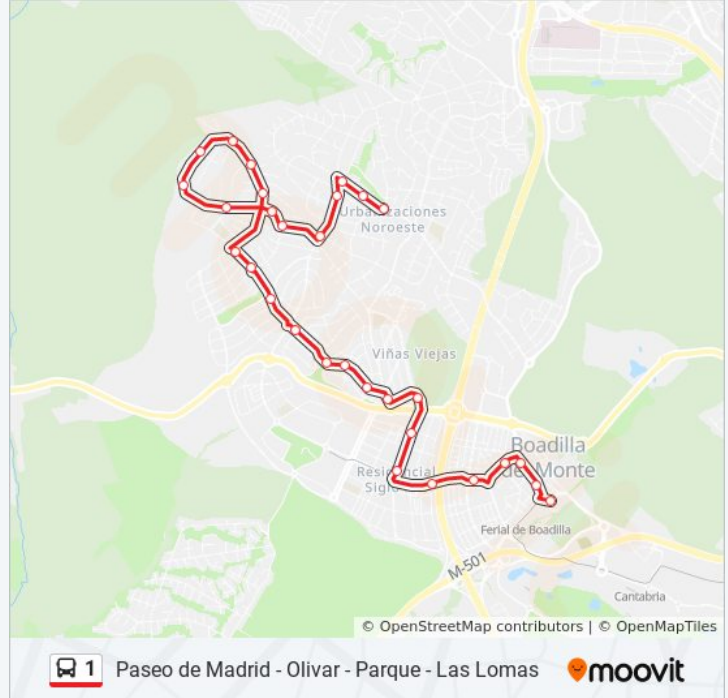 Urbanizaciones
Noroeste
Viñas Viejas
Boadilla
del Monte
Residencial
Siglo
Ferial de Boadilla
M-501
Cantabria
© OpenStreetMap contributors | © OpenMapTiles
1 Paseo de Madrid - Olivar - Parque - Las Lomas
moovit